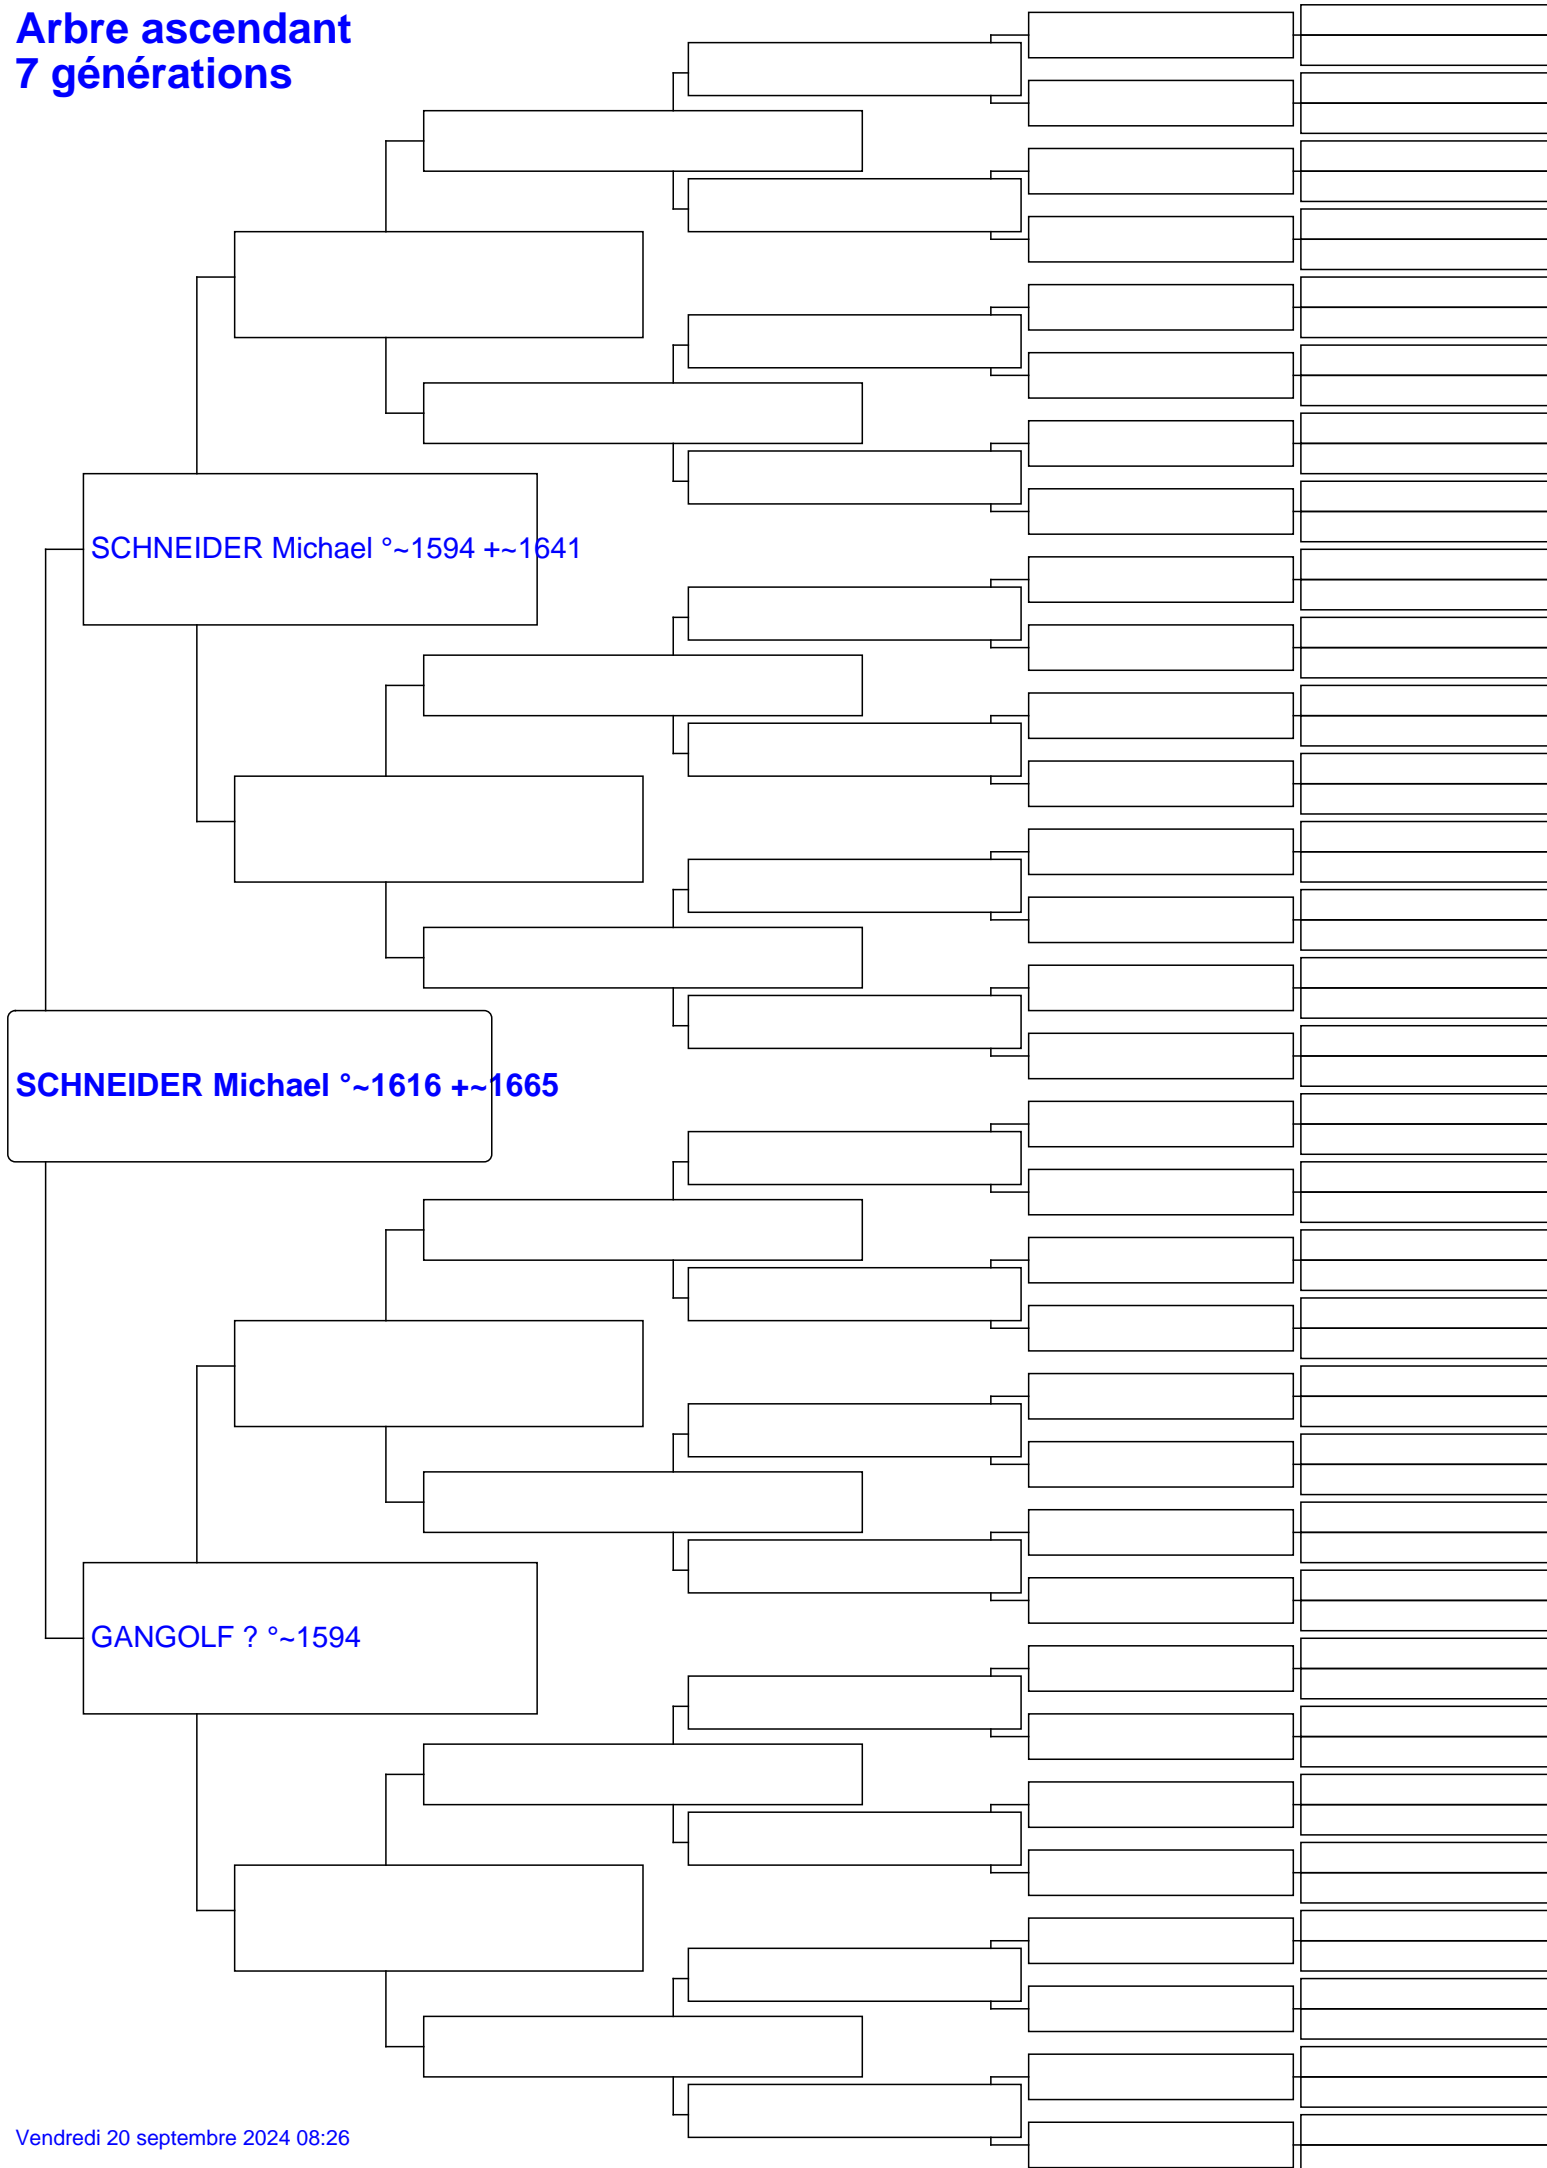 Arbre ascendant
7 générations
SCHNEIDER Michael °~1594 +~1641
SCHNEIDER Michael °~1616 +~1665
GANGOLF ? °~1594
Vendredi 20 septembre 2024 08:26